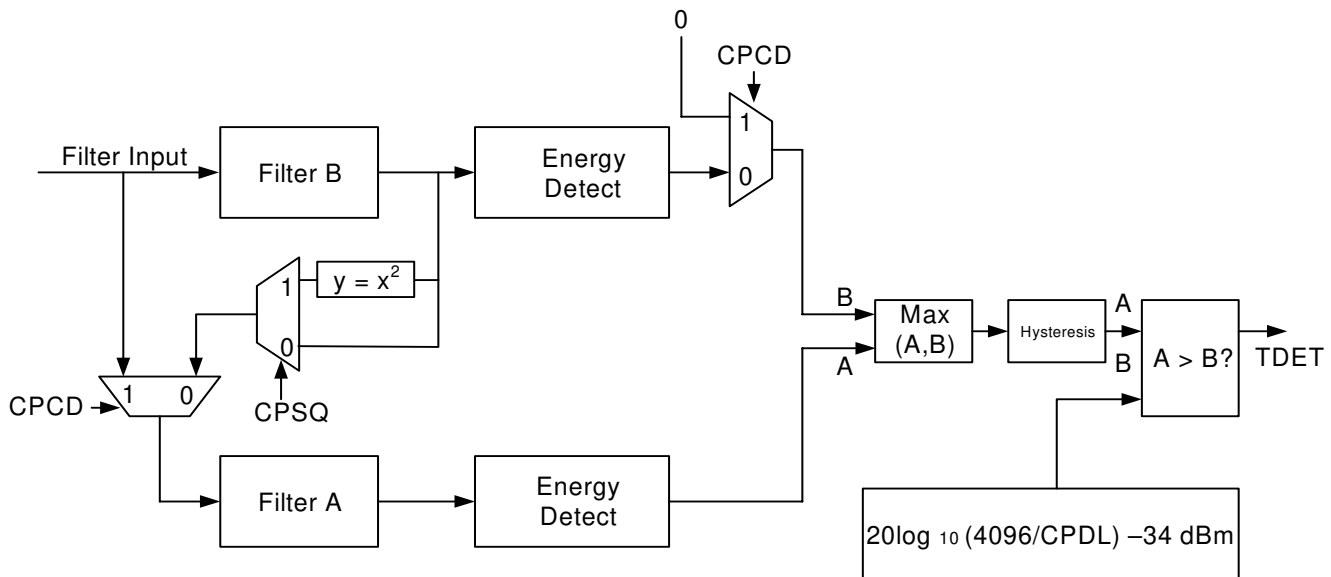 0
CPCD
1
0
Filter Input
Filter B
Energy
Detect
1
y = x²
0
CPSQ
1 0
CPCD
Filter A
Energy
Detect
B
A
Max
(A,B)
Hysteresis
A
B
A > B?
TDET
20log 10 (4096/CPDL) –34 dBm